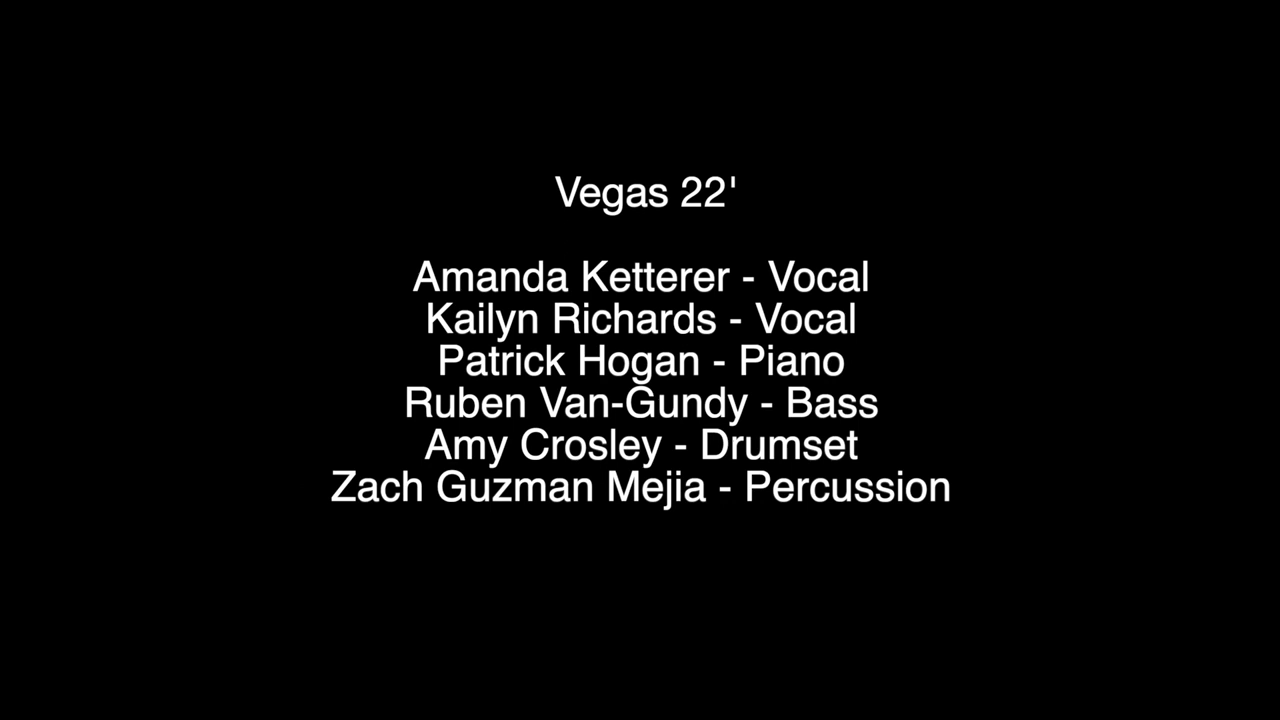 Vegas 22'
Amanda Ketterer - Vocal
Kailyn Richards - Vocal
Patrick Hogan - Piano
Ruben Van-Gundy - Bass
Amy Crosley - Drumset
Zach Guzman Mejia - Percussion